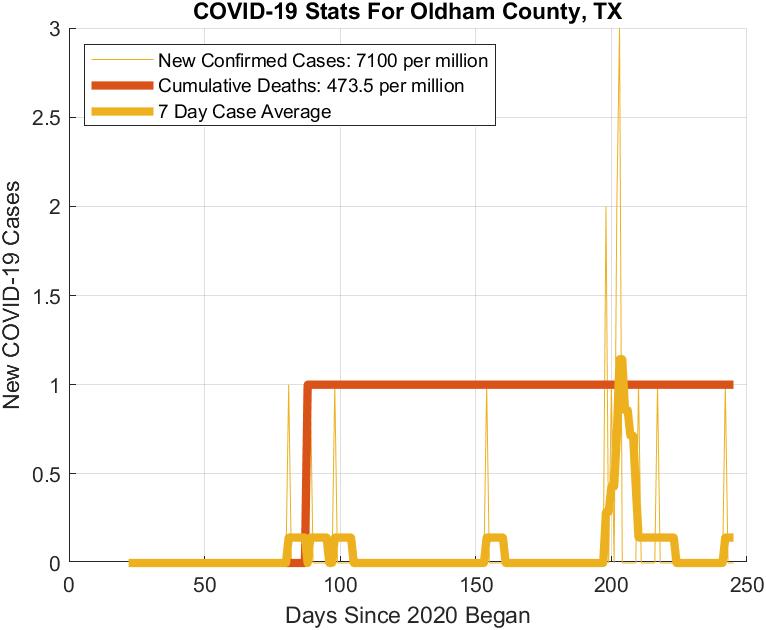 COVID-19 Stats For Oldham County, TX
New Confirmed Cases: 7100 per million
Cumulative Deaths: 473.5 per million
7 Day Case Average
New COVID-19 Cases
3
2.5
2
1.5
1
0.5
0
0 50 100 150 200 250
Days Since 2020 Began